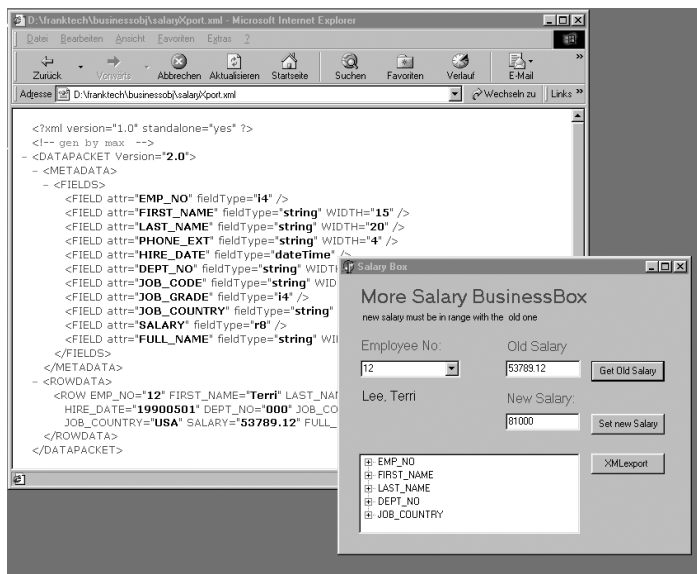 D:\franktech\businessobj\salaryXport.xml - Microsoft Internet Explorer
Datei Bearbeiten Ansicht Favoriten Extras ?
Zurück Vorwärts Abbrechen Aktualisieren Startseite Suchen Favoriten Verlauf E-Mail »
Adresse D:\franktech\businessobj\salaryXport.xml Wechseln zu Links »
<?xml version="1.0" standalone="yes" ?>
<!-- gen by max -->
- <DATAPACKET Version="2.0">
- <METADATA>
- <FIELDS>
<FIELD attr="EMP_NO" fieldType="i4" />
<FIELD attr="FIRST_NAME" fieldType="string" WIDTH="15" />
<FIELD attr="LAST_NAME" fieldType="string" WIDTH="20" />
<FIELD attr="PHONE_EXT" fieldType="string" WIDTH="4" />
<FIELD attr="HIRE_DATE" fieldType="dateTime" />
<FIELD attr="DEPT_NO" fieldType="string" WIDTH
<FIELD attr="JOB_CODE" fieldType="string" WID
<FIELD attr="JOB_GRADE" fieldType="i4" />
<FIELD attr="JOB_COUNTRY" fieldType="string"
<FIELD attr="SALARY" fieldType="r8" />
<FIELD attr="FULL_NAME" fieldType="string" WI
</FIELDS>
</METADATA>
- <ROWDATA>
<ROW EMP_NO="12" FIRST_NAME="Terri" LAST_NA
HIRE_DATE="19900501" DEPT_NO="000" JOB_CO
JOB_COUNTRY="USA" SALARY="53789.12" FULL_
</ROWDATA>
</DATAPACKET>
Salary Box
More Salary BusinessBox
new salary must be in range with the old one
Employee No: Old Salary
12 53789.12 Get Old Salary
Lee, Terri New Salary:
81000 Set new Salary
XMLexport
EMP_NO
FIRST_NAME
LAST_NAME
DEPT_NO
JOB_COUNTRY